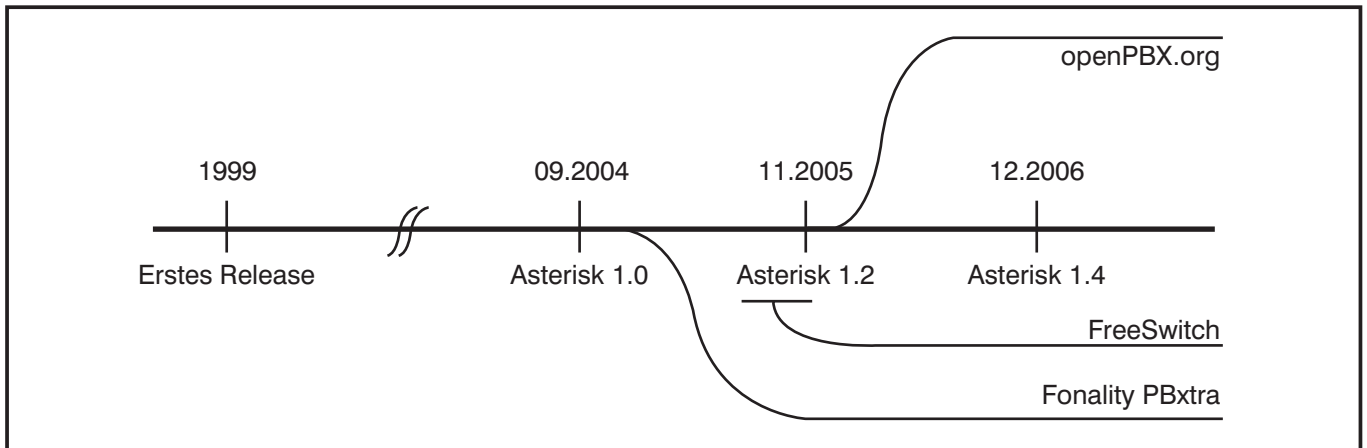 openPBX.org
1999
09.2004
11.2005
12.2006
Erstes Release
Asterisk 1.0
Asterisk 1.2
Asterisk 1.4
FreeSwitch
Fonality PBxtra